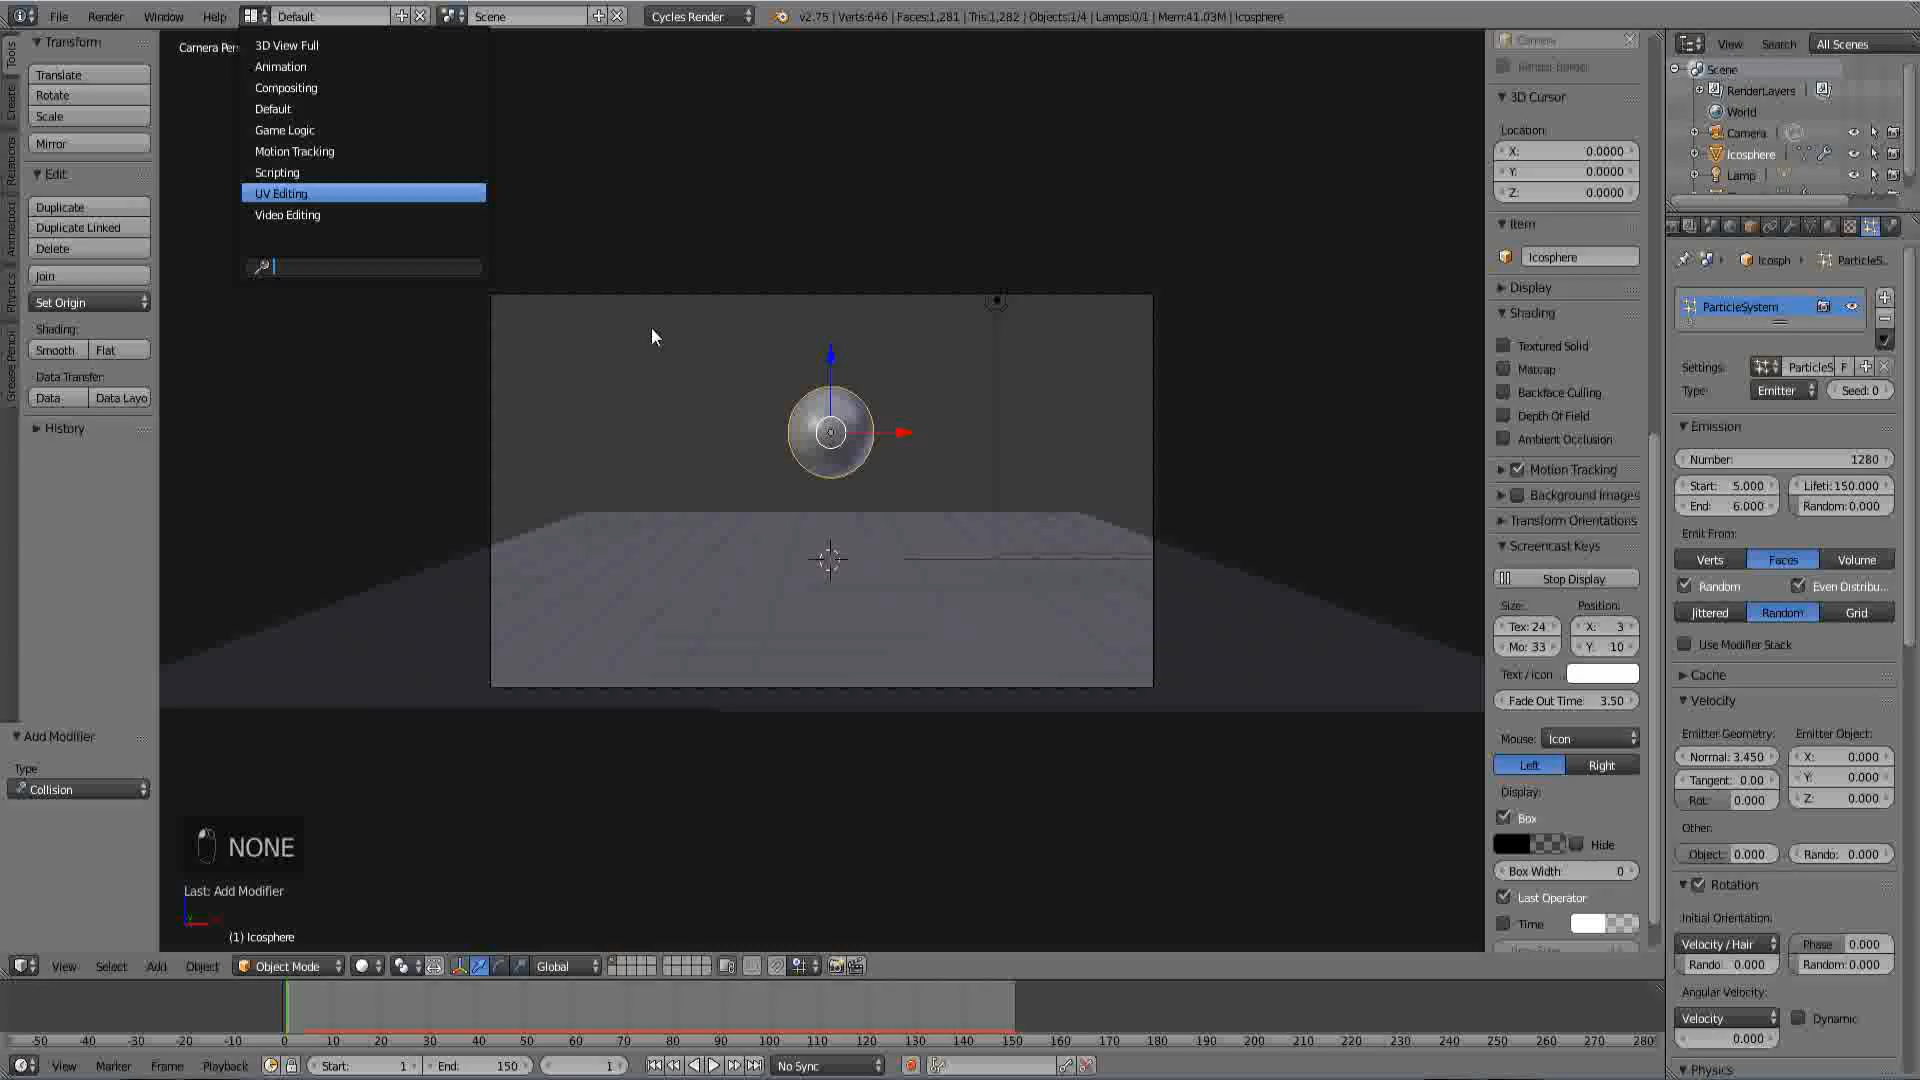 File Render Window Help Default Scene Cycles Render v2.75 | Verts:646 | Faces:1,281 | Tris:1,282 | Objects:1/4 | Lamps:0/1 | Mem:41.03M | Icosphere
Tools
Create
Relations
Animation
Physics
Grease Pencil
Transform
Translate
Rotate
Scale
Mirror
Edit
Duplicate
Duplicate Linked
Delete
Join
Set Origin
Shading:
Smooth Flat
Data Transfer:
Data Data Layo
History
Add Modifier
Type
Collision
Camera Per
3D View Full
Animation
Compositing
Default
Game Logic
Motion Tracking
Scripting
UV Editing
Video Editing
NONE
Last: Add Modifier
(1) Icosphere
Camera
Render Border
3D Cursor
Location:
X: 0.0000
Y: 0.0000
Z: 0.0000
Item
Icosphere
Display
Shading
Textured Solid
Matcap
Backface Culling
Depth Of Field
Ambient Occlusion
Motion Tracking
Background Images
Transform Orientations
Screencast Keys
Stop Display
Size: Position:
Tex: 24 X: 3
Mo: 33 Y: 10
Text / Icon
Fade Out Time: 3.50
Mouse: Icon
Left Right
Display:
Box
Hide
Box Width: 0
Last Operator
Time
View Search All Scenes
Scene
RenderLayers
World
Camera
Icosphere
Lamp
Icosph ParticleS..
ParticleSystem
Settings: ParticleS F
Type: Emitter Seed: 0
Emission
Number: 1280
Start: 5.000 Lifeti: 150.000
End: 6.000 Random: 0.000
Emit From:
Verts Faces Volume
Random Even Distribu...
Jittered Random Grid
Use Modifier Stack
Cache
Velocity
Emitter Geometry: Emitter Object:
Normal: 3.450 X: 0.000
Tangent: 0.00 Y: 0.000
Rot: 0.000 Z: 0.000
Other:
Object: 0.000 Rando: 0.000
Rotation
Initial Orientation:
Velocity / Hair Phase 0.000
Rando: 0.000 Random: 0.000
Angular Velocity:
Velocity Dynamic
0.000
Physics
View Select Add Object Object Mode Global
-50 -40 -30 -20 -10 0 10 20 30 40 50 60 70 80 90 100 110 120 130 140 150 160 170 180 190 200 210 220 230 240 250 260 270 280
View Marker Frame Playback Start: 1 End: 150 1 No Sync